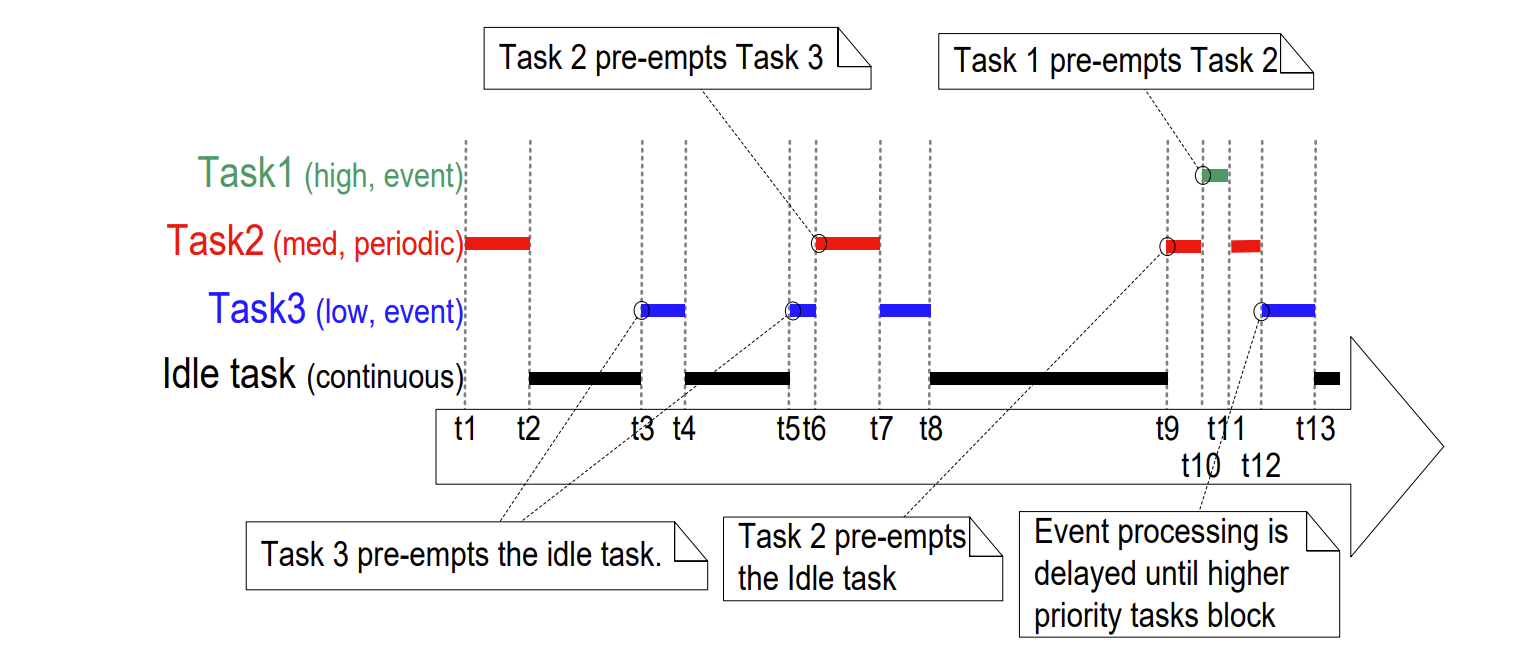 Task 2 pre-empts Task 3
Task 1 pre-empts Task 2
Task1 (high, event)
Task2 (med, periodic)
Task3 (low, event)
Idle task (continuous)
t1 t2 t3 t4 t5 t6 t7 t8 t9 t11 t13
t10 t12
Task 3 pre-empts the idle task.
Task 2 pre-empts
the Idle task
Event processing is
delayed until higher
priority tasks block